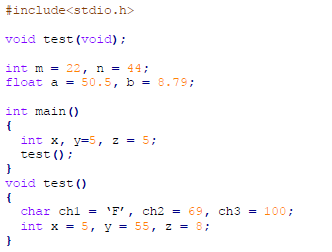 #include<stdio.h>
void test(void);
int m = 22, n = 44;
float a = 50.5, b = 8.79;
int main()
{
int x, y=5, z = 5;
test();
}
void test()
{
char ch1 = ‘F’, ch2 = 69, ch3 = 100;
int x = 5, y = 55, z = 8;
}